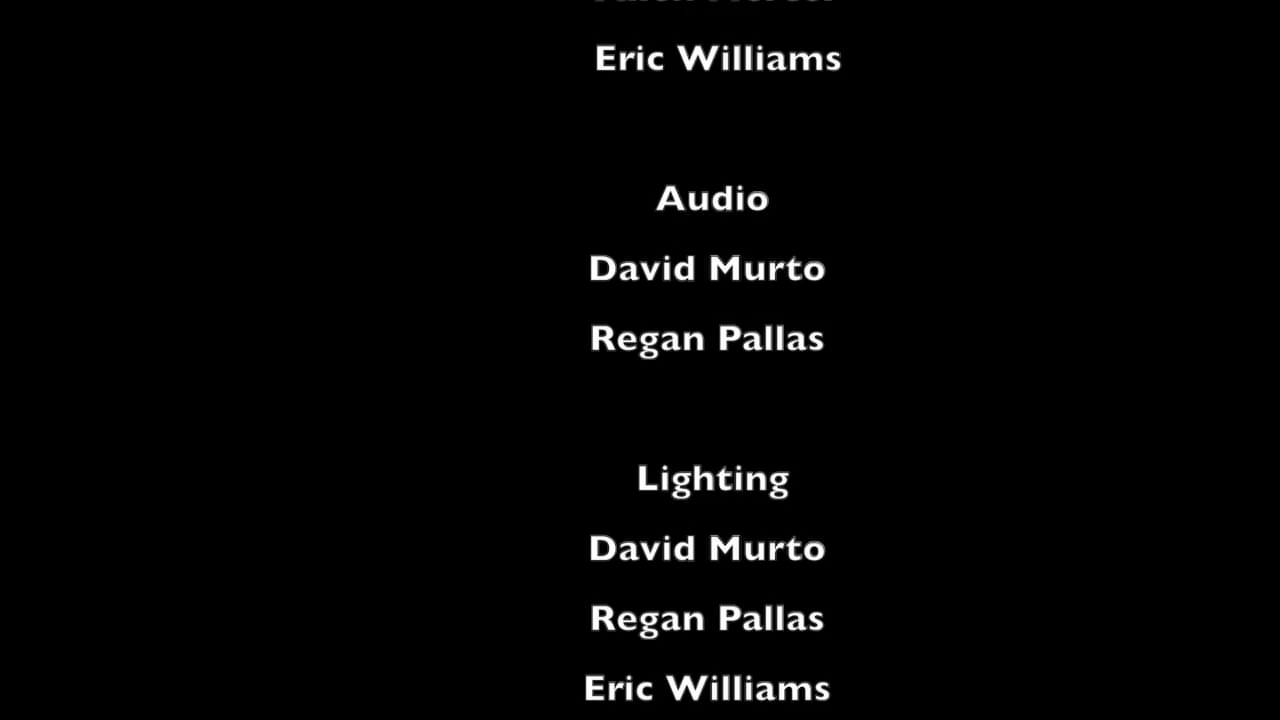 Eric Williams
Audio
David Murto
Regan Pallas
Lighting
David Murto
Regan Pallas
Eric Williams